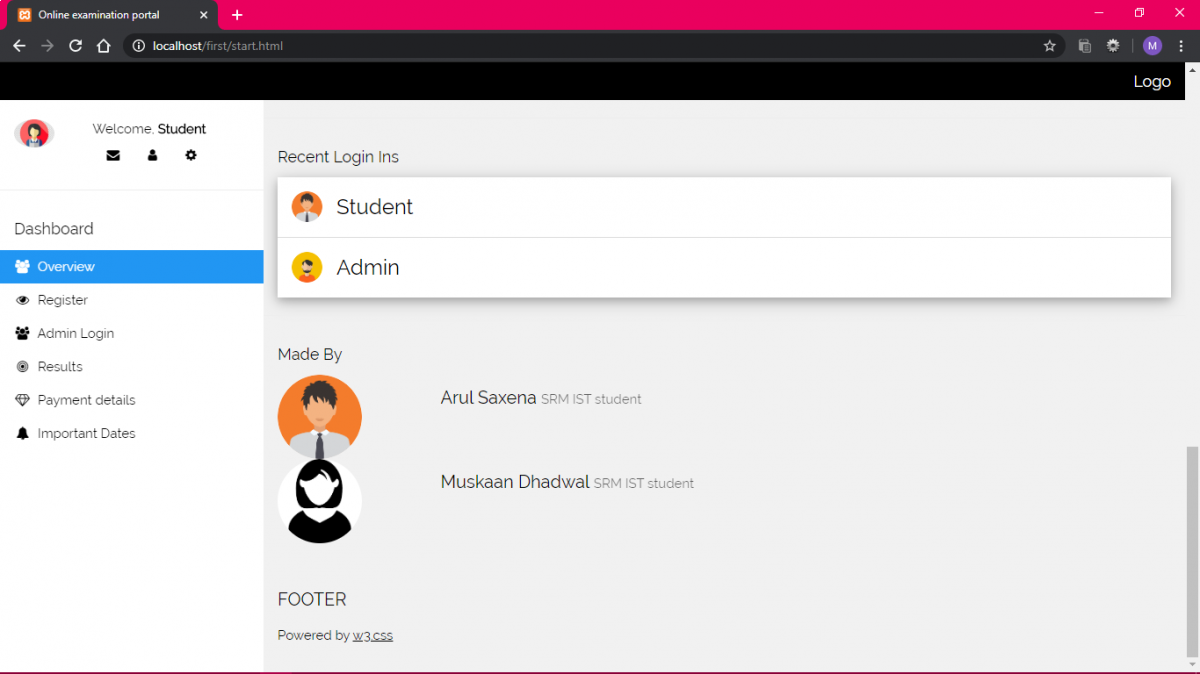 Online examination portal
localhost/first/start.html
M
Logo
Welcome, Student
Dashboard
Overview
Register
Admin Login
Results
Payment details
Important Dates
Recent Login Ins
Student
Admin
Made By
Arul Saxena SRM IST student
Muskaan Dhadwal SRM IST student
FOOTER
Powered by w3.css